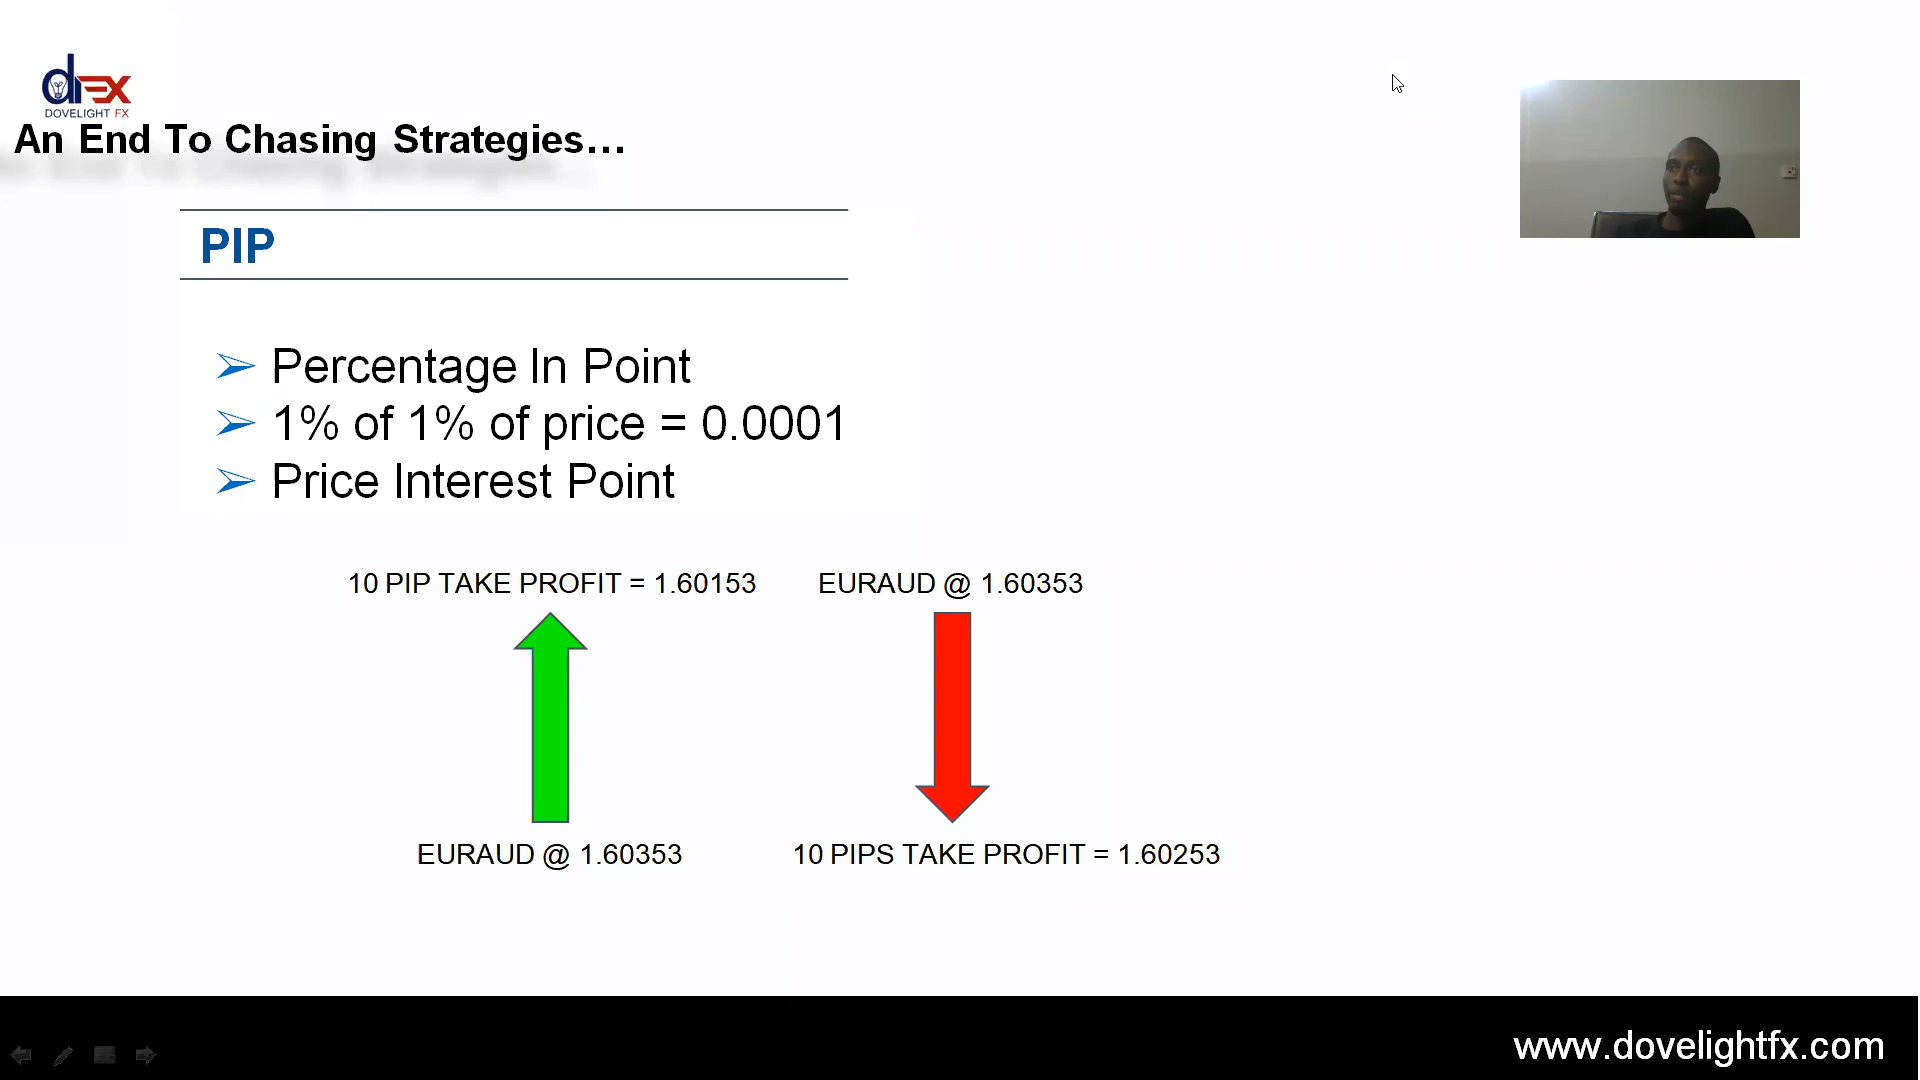 dFX
DOVELIGHT FX
An End To Chasing Strategies…
PIP
Percentage In Point
1% of 1% of price = 0.0001
Price Interest Point
10 PIP TAKE PROFIT = 1.60153
EURAUD @ 1.60353
EURAUD @ 1.60353
10 PIPS TAKE PROFIT = 1.60253
www.dovelightfx.com